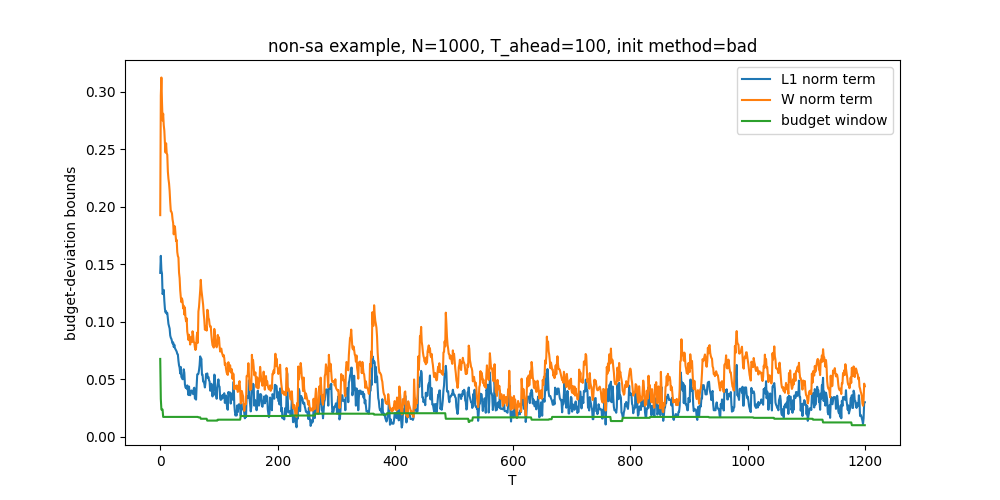 non-sa example, N=1000, T_ahead=100, init method=bad
L1 norm term
W norm term
budget window
budget-deviation bounds
0.30
0.25
0.20
0.15
0.10
0.05
0.00
0 200 400 600 800 1000 1200
T